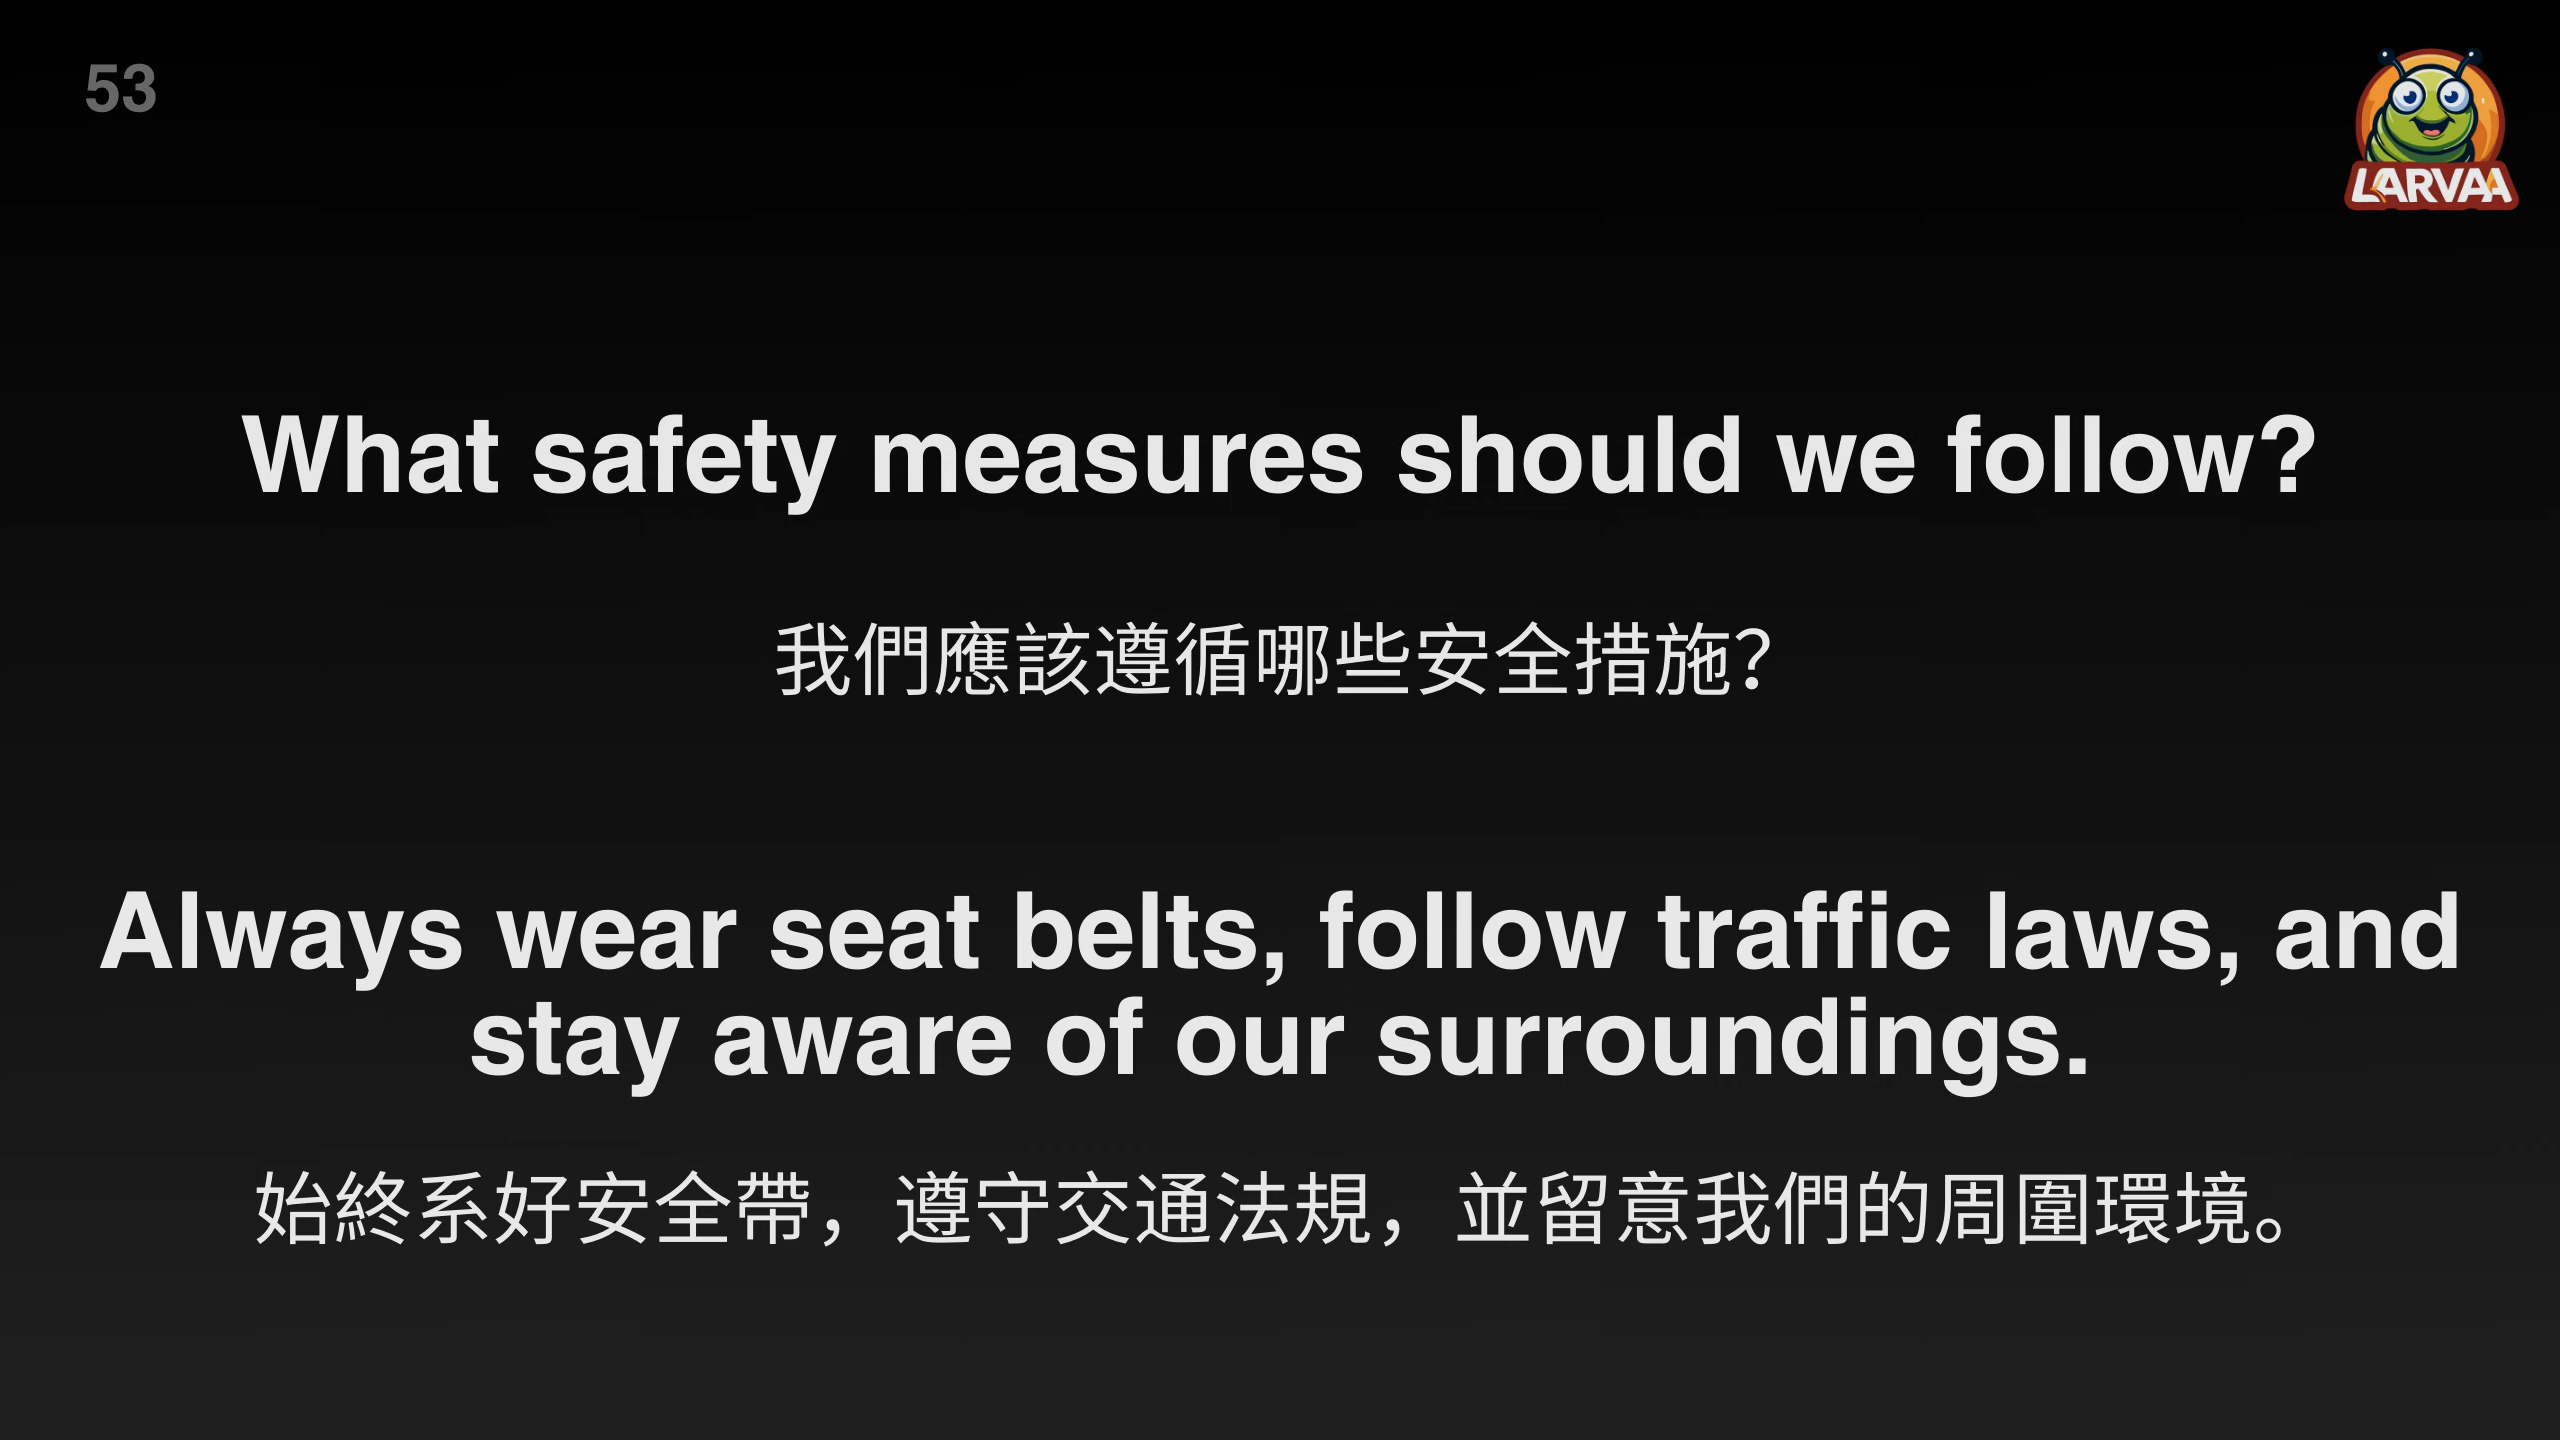 53
LARVAA
What safety measures should we follow?
我們應該遵循哪些安全措施？
Always wear seat belts, follow traffic laws, and
stay aware of our surroundings.
始終系好安全帶，遵守交通法規，並留意我們的周圍環境。